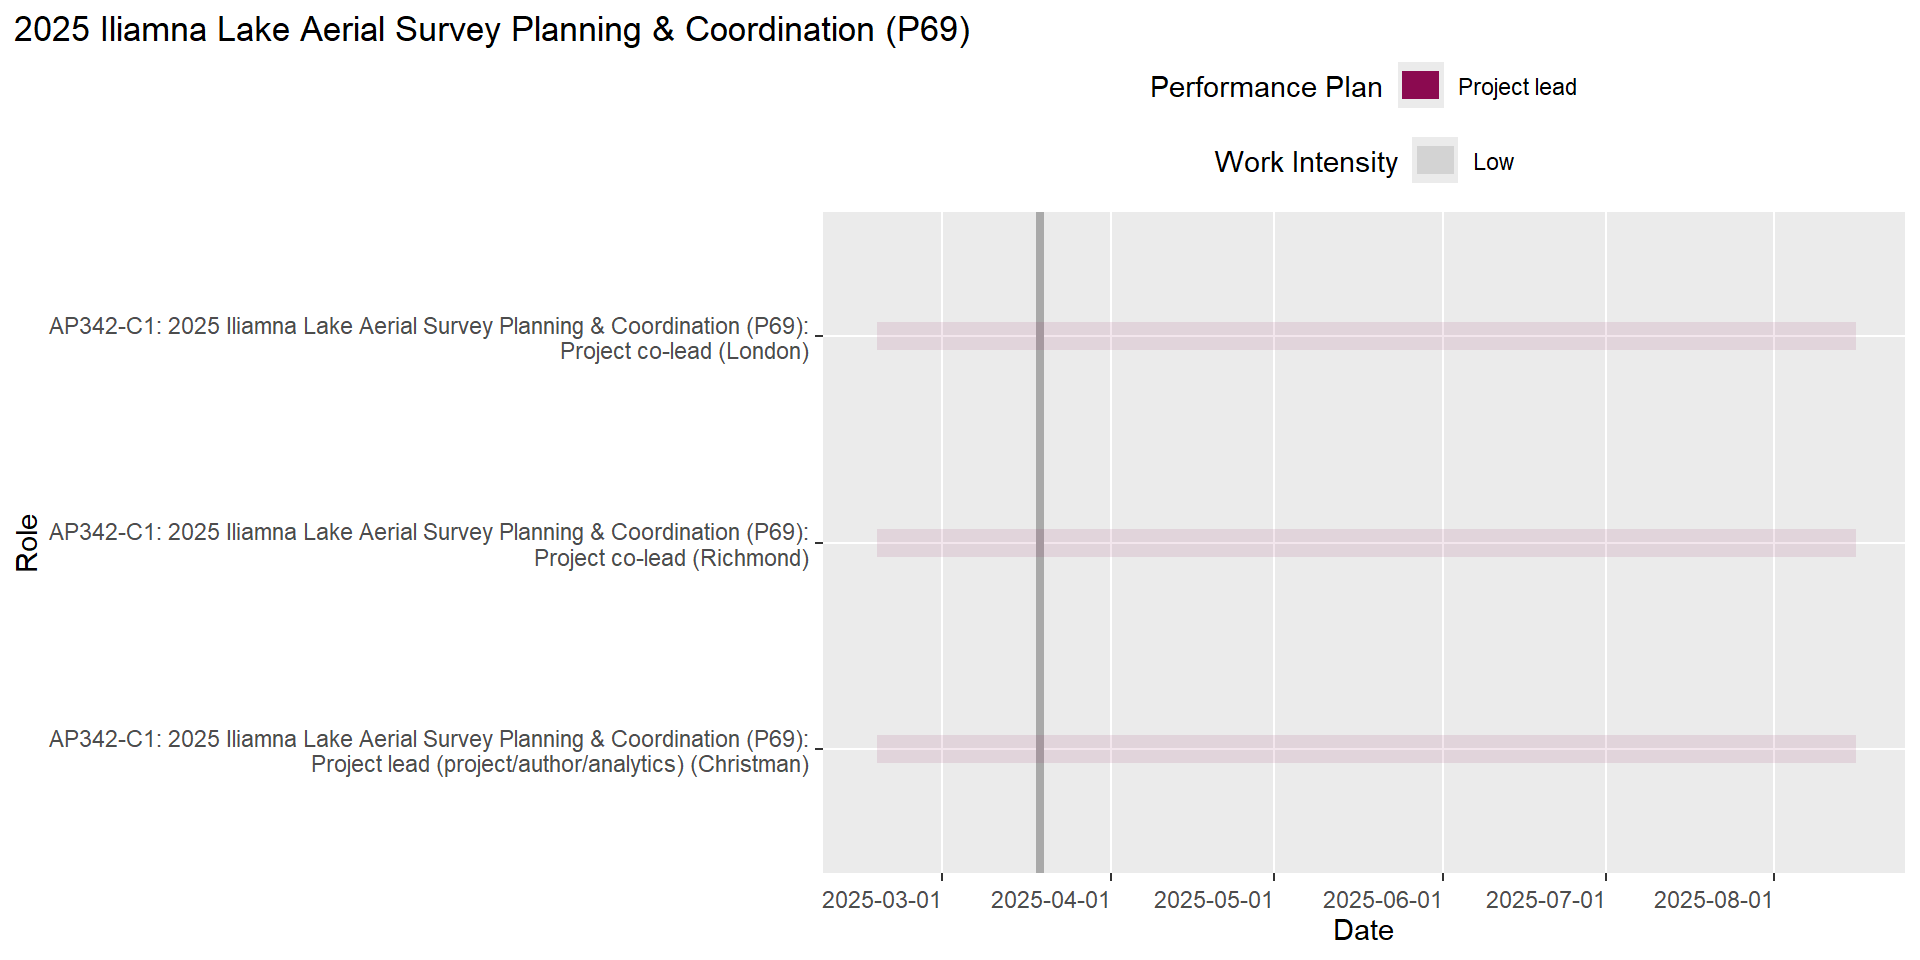 2025 Iliamna Lake Aerial Survey Planning & Coordination (P69)
Performance Plan
Project lead
Work Intensity
Low
AP342-C1: 2025 Iliamna Lake Aerial Survey Planning & Coordination (P69):
Project co-lead (London)
Role
AP342-C1: 2025 Iliamna Lake Aerial Survey Planning & Coordination (P69):
Project co-lead (Richmond)
AP342-C1: 2025 Iliamna Lake Aerial Survey Planning & Coordination (P69):
Project lead (project/author/analytics) (Christman)
2025-03-01
2025-04-01
2025-05-01
2025-06-01
2025-07-01
2025-08-01
Date